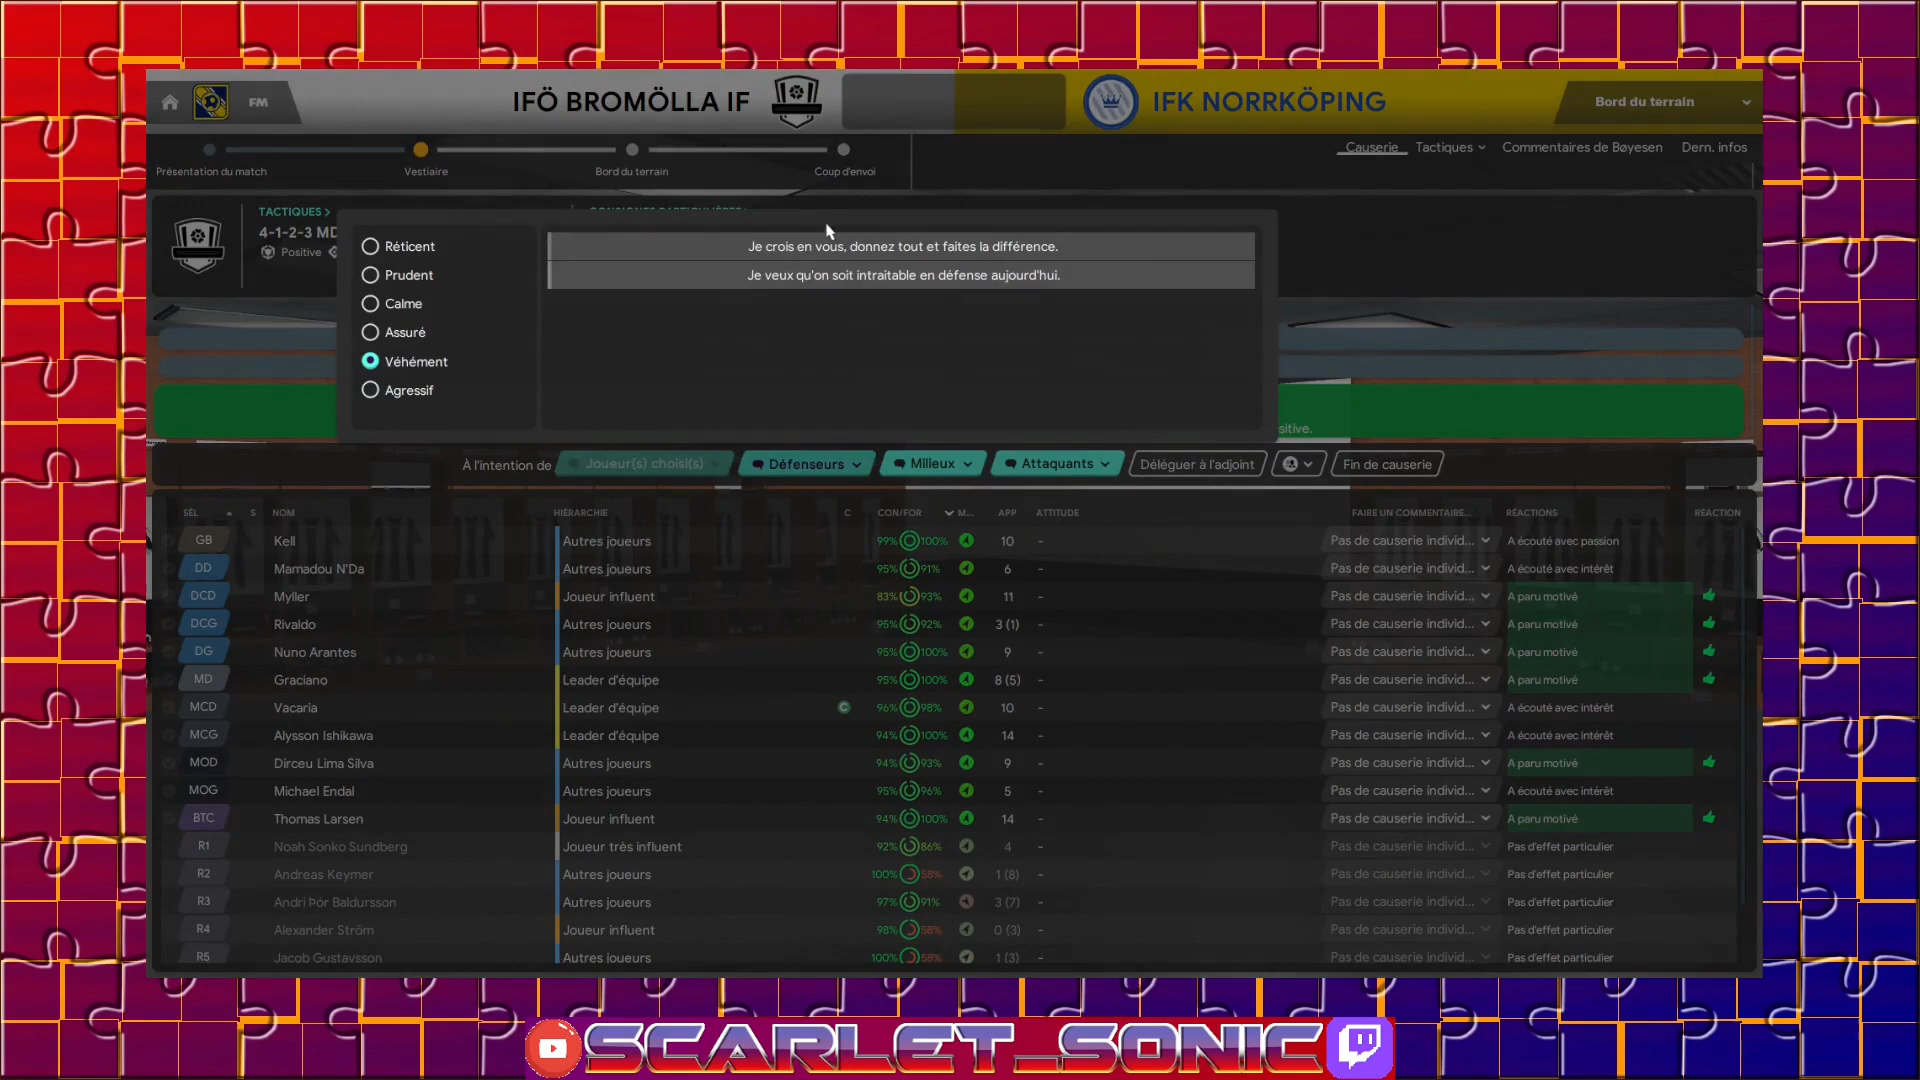 FM
IFÖ BROMÖLLA IF
IFK NORRKÖPING
Bord du terrain
Présentation du match
Vestiaire
Bord du terrain
Coup d'envoi
Causerie
Tactiques
Commentaires de Bøyesen
Dern. infos
TACTIQUES >
4-1-2-3 MD
Positive
Réticent
Prudent
Calme
Assuré
Véhément
Agressif
Je crois en vous, donnez tout et faites la différence.
Je veux qu'on soit intraitable en défense aujourd'hui.
sitive.
À l'intention de
Joueur(s) choisi(s)
Défenseurs
Milieux
Attaquants
Déléguer à l'adjoint
Fin de causerie
SÉL S NOM HIÉRARCHIE C CON/FOR M... APP ATTITUDE FAIRE UN COMMENTAIRE... RÉACTIONS RÉACTION
GB Kell Autres joueurs 99% 100% 10 - Pas de causerie individ... A écouté avec passion
DD Mamadou N'Da Autres joueurs 95% 91% 6 - Pas de causerie individ... A écouté avec intérêt
DCD Myller Joueur influent 83% 93% 11 - Pas de causerie individ... A paru motivé
DCG Rivaldo Autres joueurs 95% 92% 3 (1) - Pas de causerie individ... A paru motivé
DG Nuno Arantes Autres joueurs 95% 100% 9 - Pas de causerie individ... A paru motivé
MD Graciano Leader d'équipe 95% 100% 8 (5) - Pas de causerie individ... A paru motivé
MCD Vacaria Leader d'équipe C 96% 98% 10 - Pas de causerie individ... A écouté avec intérêt
MCG Alysson Ishikawa Leader d'équipe 94% 100% 14 - Pas de causerie individ... A écouté avec intérêt
MOD Dirceu Lima Silva Autres joueurs 94% 93% 9 - Pas de causerie individ... A paru motivé
MOG Michael Endal Autres joueurs 95% 96% 5 - Pas de causerie individ... A écouté avec intérêt
BTC Thomas Larsen Joueur influent 94% 100% 14 - Pas de causerie individ... A paru motivé
R1 Noah Sonko Sundberg Joueur très influent 92% 86% 4 - Pas de causerie individ... Pas d'effet particulier
R2 Andreas Keymer Autres joueurs 100% 58% 1 (8) - Pas de causerie individ... Pas d'effet particulier
R3 Andri Þór Baldursson Autres joueurs 97% 91% 3 (7) - Pas de causerie individ... Pas d'effet particulier
R4 Alexander Ström Joueur influent 98% 58% 0 (3) - Pas de causerie individ... Pas d'effet particulier
R5 Jacob Gustavsson Autres joueurs 100% 58% 1 (3) - Pas de causerie individ... Pas d'effet particulier
SCARLET_SONIC